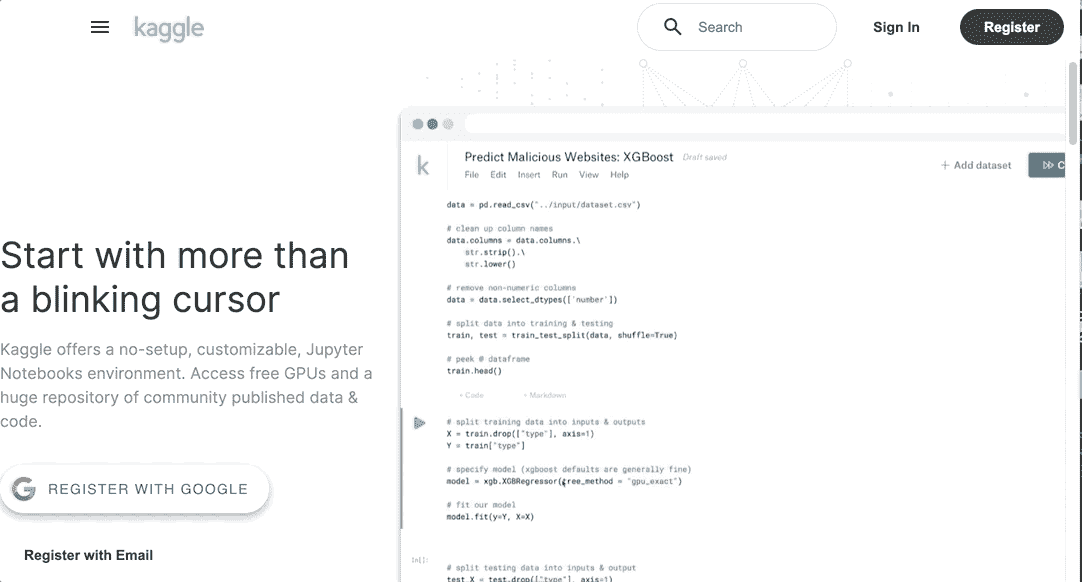 kaggle
Search
Sign In
Register
Start with more than
a blinking cursor
Kaggle offers a no-setup, customizable, Jupyter
Notebooks environment. Access free GPUs and a
huge repository of community published data &
code.
REGISTER WITH GOOGLE
Register with Email
k
Predict Malicious Websites: XGBoost Draft saved
File Edit Insert Run View Help
+ Add dataset
C
data = pd.read_csv("../input/dataset.csv")
# clean up column names
data.columns = data.columns.\
str.strip().\
str.lower()
# remove non-numeric columns
data = data.select_dtypes(['number'])
# split data into training & testing
train, test = train_test_split(data, shuffle=True)
# peek @ dataframe
train.head()
+ Code + Markdown
# split training data into inputs & outputs
X = train.drop(["type"], axis=1)
Y = train["type"]
# specify model (xgboost defaults are generally fine)
model = xgb.XGBRegressor(tree_method = "gpu_exact")
# fit our model
model.fit(y=Y, X=X)
In[]:
# split testing data into inputs & output
test_X = test.drop(["type"], axis=1)